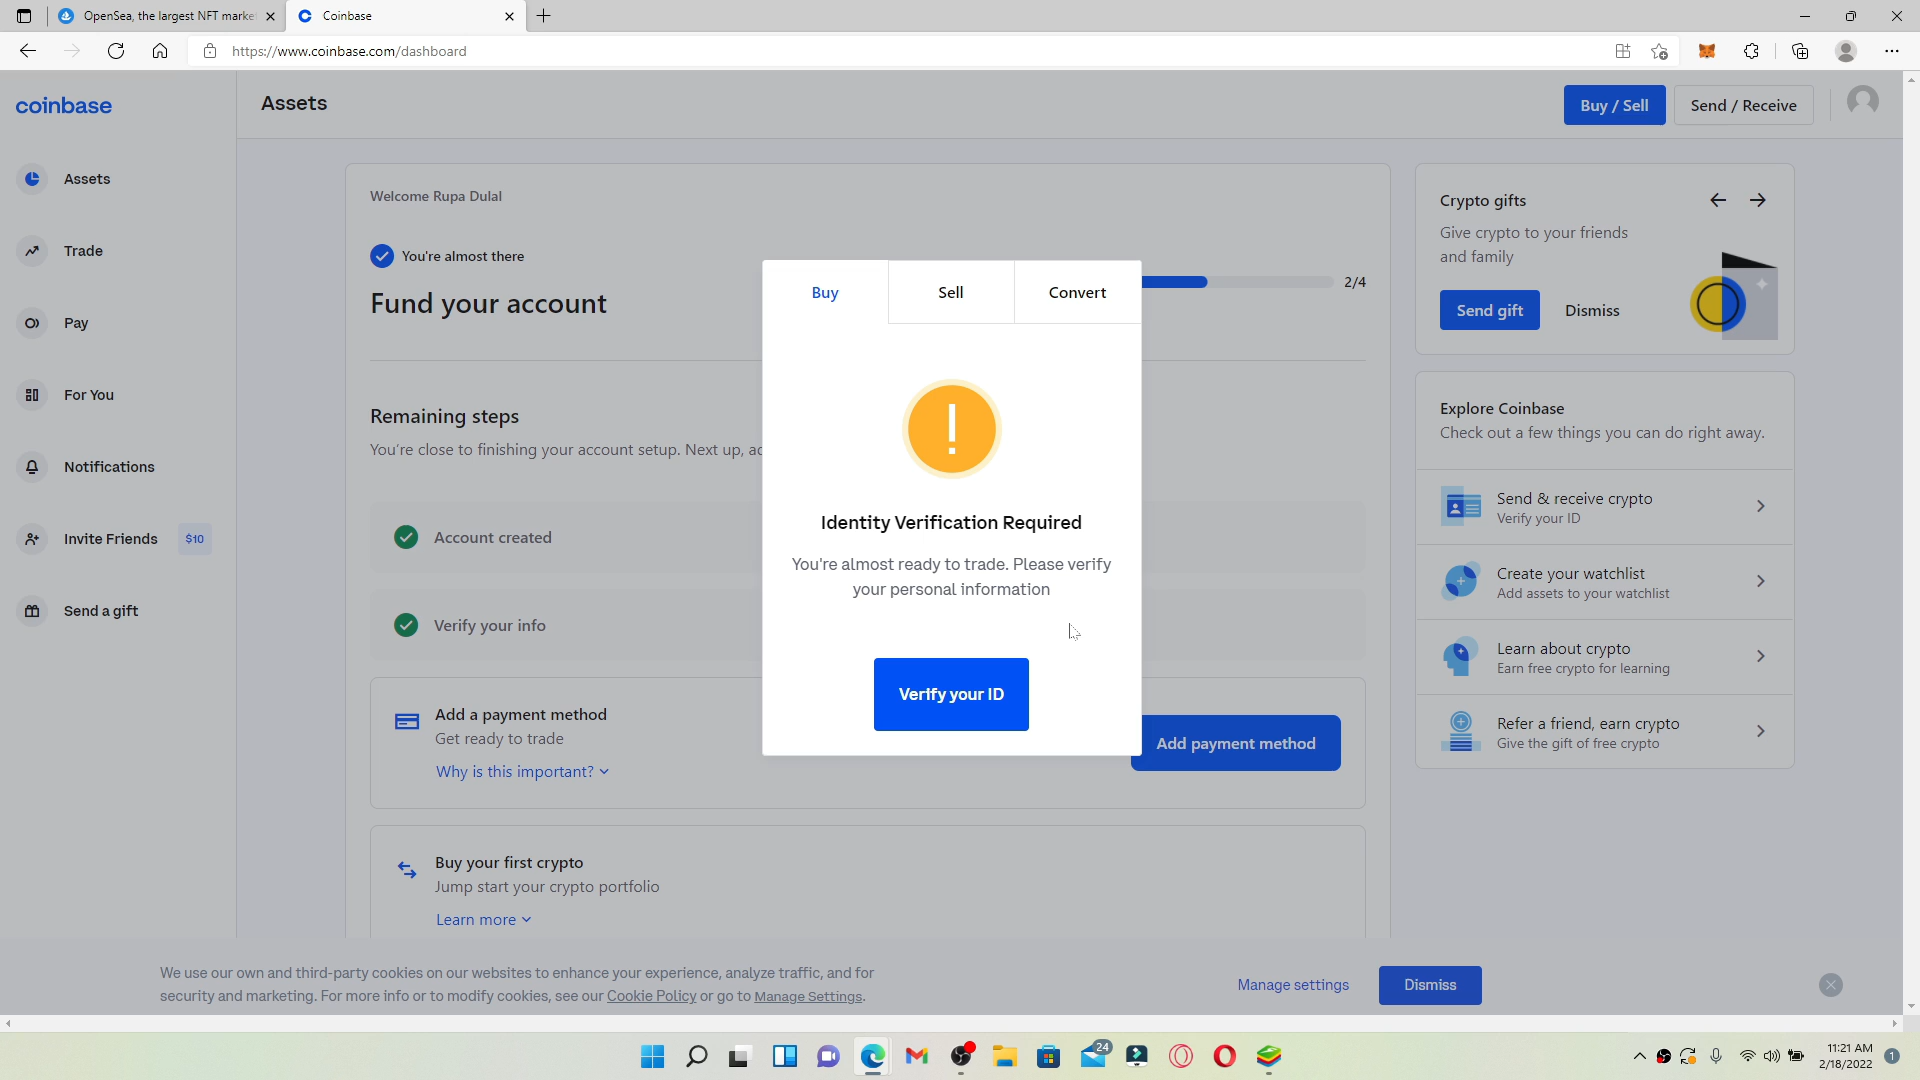 OpenSea, the largest NFT marke
Coinbase
https://www.coinbase.com/dashboard
coinbase
Assets
Buy / Sell
Send / Receive
Assets
Trade
Pay
For You
Notifications
Invite Friends
$10
Send a gift
Welcome Rupa Dulal
You're almost there
Fund your account
2/4
Remaining steps
You're close to finishing your account setup. Next up, ad
Account created
Verify your info
Add a payment method
Get ready to trade
Why is this important?
Add payment method
Buy your first crypto
Jump start your crypto portfolio
Learn more
Buy
Sell
Convert
Identity Verification Required
You're almost ready to trade. Please verify
your personal information
Verify your ID
Crypto gifts
Give crypto to your friends
and family
Send gift
Dismiss
Explore Coinbase
Check out a few things you can do right away.
Send & receive crypto
Verify your ID
Create your watchlist
Add assets to your watchlist
Learn about crypto
Earn free crypto for learning
Refer a friend, earn crypto
Give the gift of free crypto
We use our own and third-party cookies on our websites to enhance your experience, analyze traffic, and for
security and marketing. For more info or to modify cookies, see our Cookie Policy or go to Manage Settings.
Manage settings
Dismiss
24
11:21 AM
2/18/2022
1